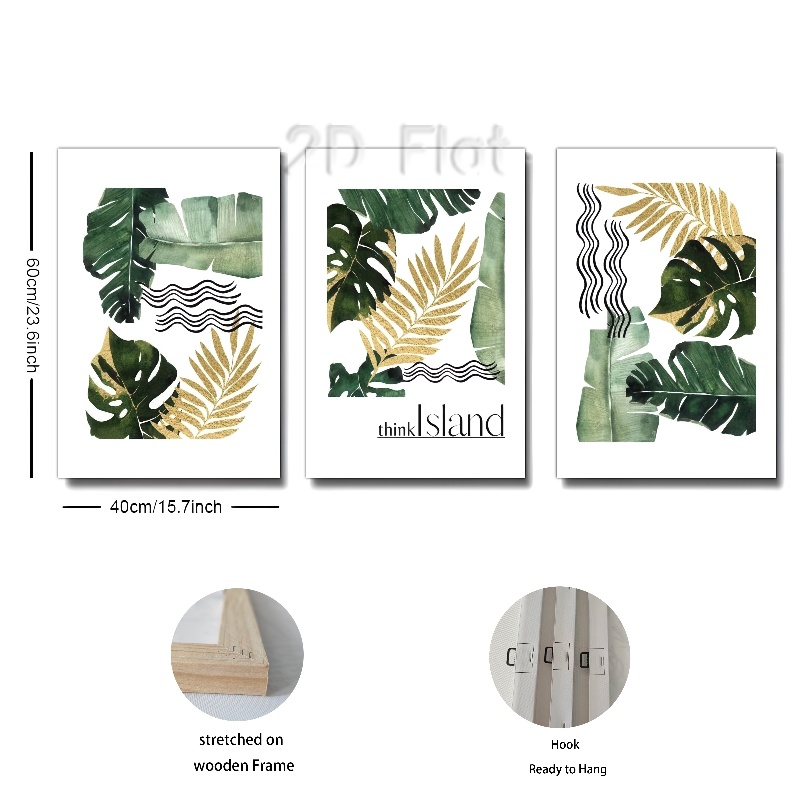 2D Flat
60cm/23.6inch
thinkIsland
40cm/15.7inch
stretched on
wooden Frame
Hook
Ready to Hang